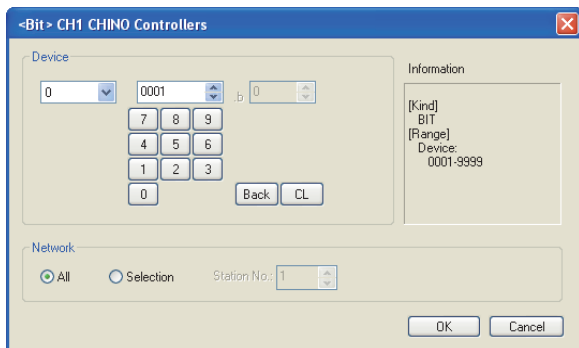 <Bit> CH1 CHINO Controllers
Device
0 0001 .b 0
7 8 9
4 5 6
1 2 3
0 Back CL
Information
[Kind]
BIT
[Range]
Device:
0001-9999
Network
All Selection Station No.: 1
OK Cancel